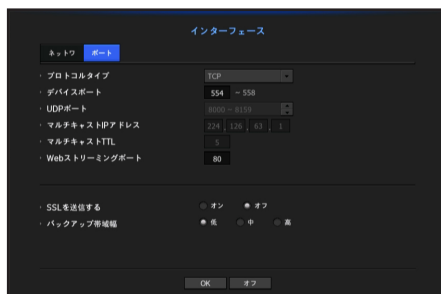 インターフェース
ネットワ ポート
プロトコルタイプ TCP
デバイスポート 554 ~ 558
UDPポート 8000 ~ 8159
マルチキャストIPアドレス 224 , 126 , 63 , 1
マルチキャストTTL 5
Webストリーミングポート 80
SSLを送信する オン オフ
バックアップ帯域幅 低 中 高
OK オフ